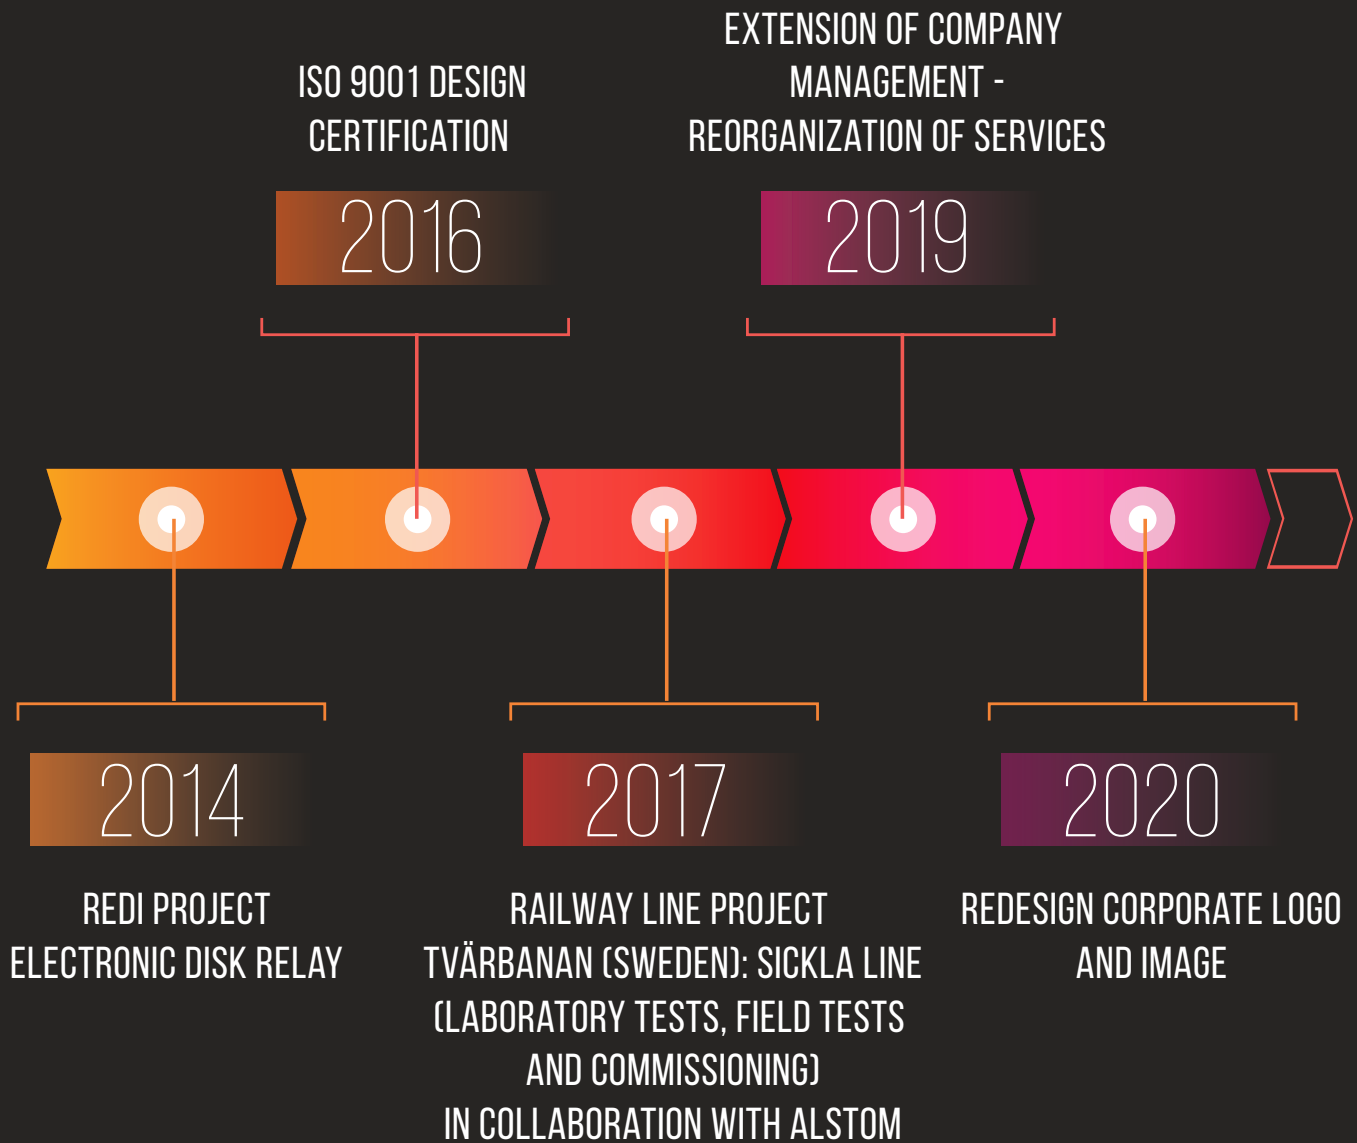 EXTENSION OF COMPANY
MANAGEMENT -
REORGANIZATION OF SERVICES
ISO 9001 DESIGN
CERTIFICATION
2016
2019
2014
2017
2020
REDI PROJECT
ELECTRONIC DISK RELAY
RAILWAY LINE PROJECT
TVÄRBANAN (SWEDEN): SICKLA LINE
(LABORATORY TESTS, FIELD TESTS
AND COMMISSIONING)
IN COLLABORATION WITH ALSTOM
REDESIGN CORPORATE LOGO
AND IMAGE